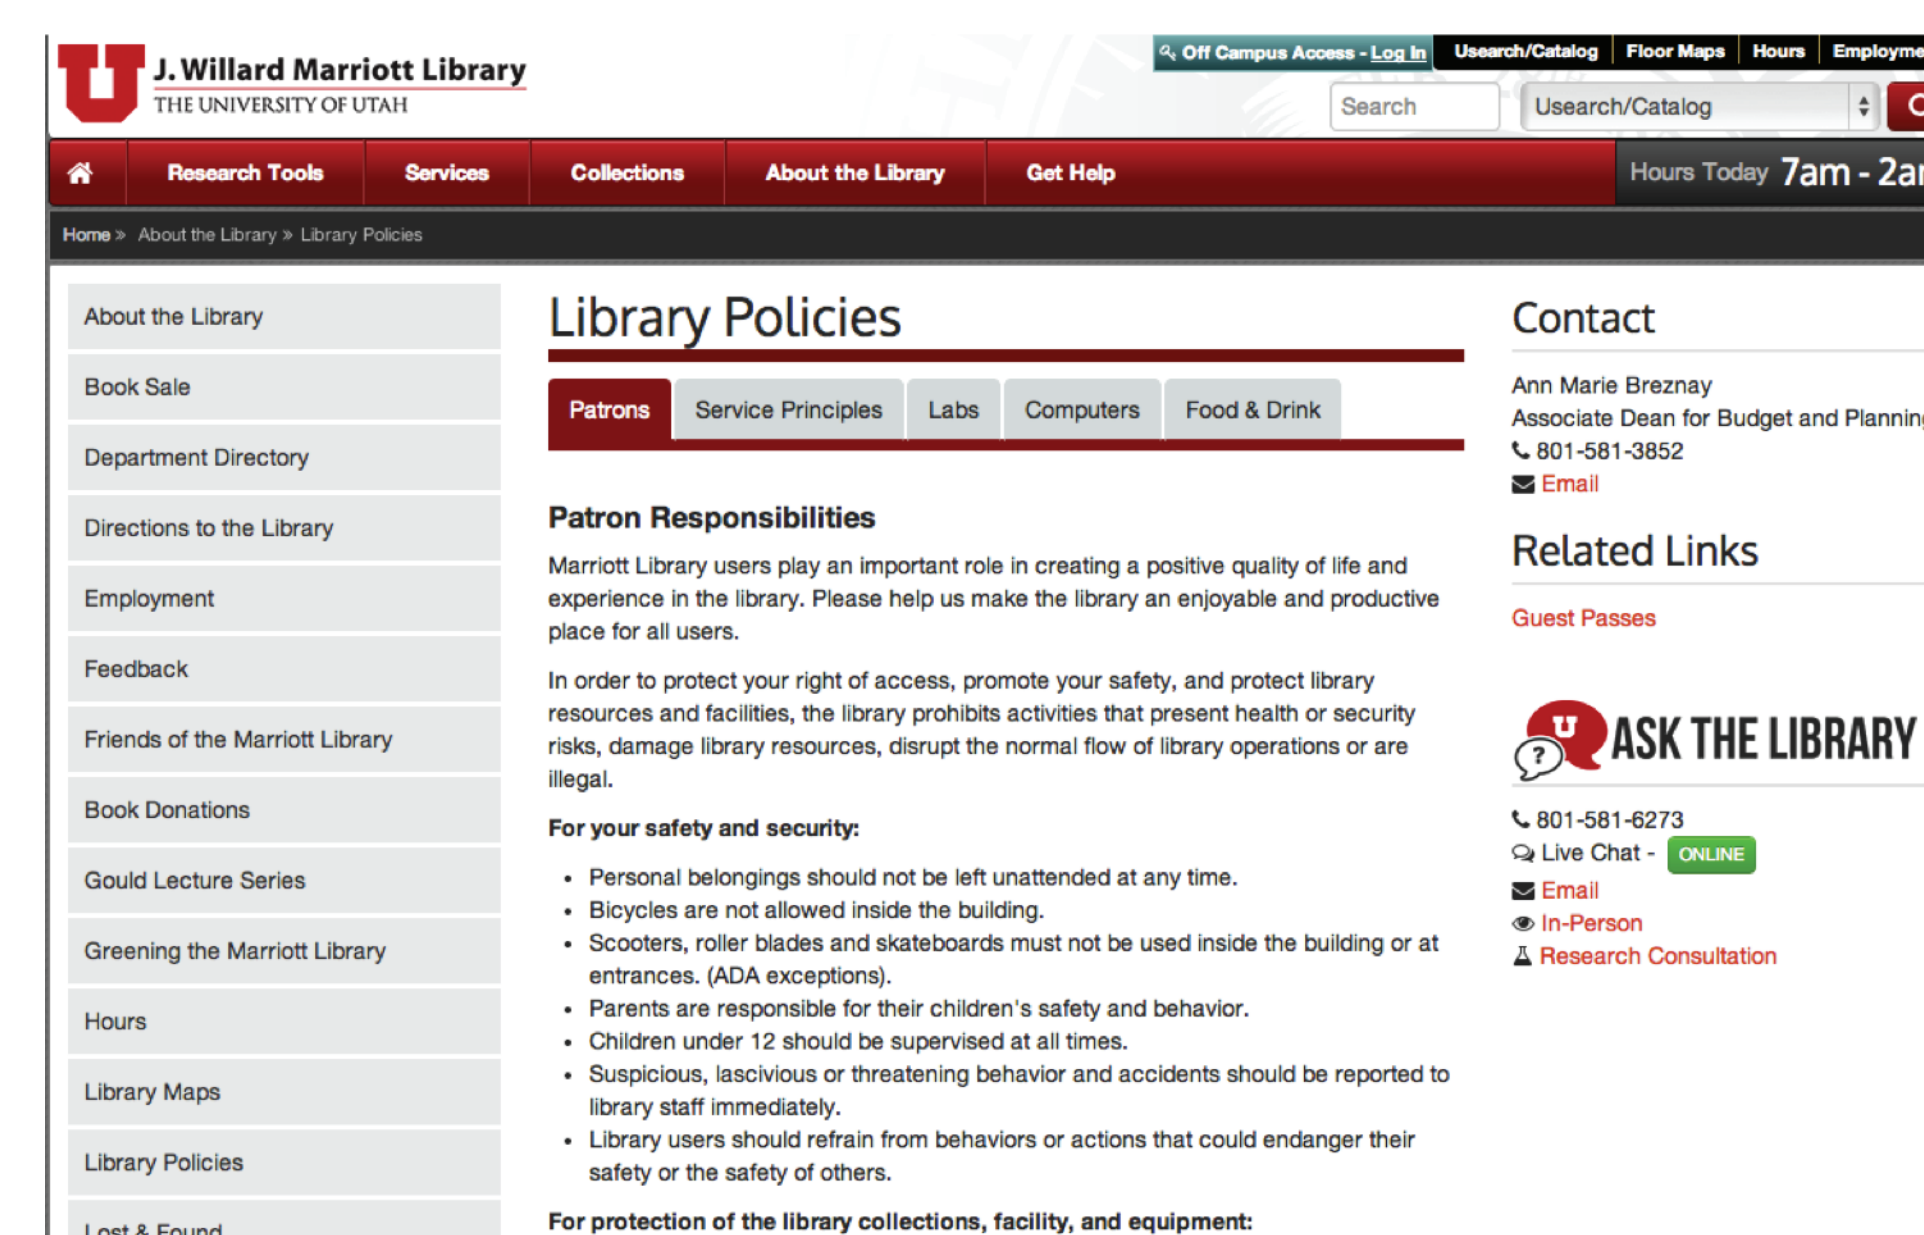 J. Willard Marriott Library
THE UNIVERSITY OF UTAH
Off Campus Access - Log In
Usearch/Catalog
Floor Maps
Hours
Search
Usearch/Catalog
Research Tools
Services
Collections
About the Library
Get Help
Hours Today 7am -
Home » About the Library » Library Policies
About the Library
Book Sale
Department Directory
Directions to the Library
Employment
Feedback
Friends of the Marriott Library
Book Donations
Gould Lecture Series
Greening the Marriott Library
Hours
Library Maps
Library Policies
Lost & Found
Library Policies
Patrons
Service Principles
Labs
Computers
Food & Drink
Patron Responsibilities
Marriott Library users play an important role in creating a positive quality of life and
experience in the library. Please help us make the library an enjoyable and productive
place for all users.
In order to protect your right of access, promote your safety, and protect library
resources and facilities, the library prohibits activities that present health or security
risks, damage library resources, disrupt the normal flow of library operations or are
illegal.
For your safety and security:
• Personal belongings should not be left unattended at any time.
• Bicycles are not allowed inside the building.
• Scooters, roller blades and skateboards must not be used inside the building or at
entrances. (ADA exceptions).
• Parents are responsible for their children's safety and behavior.
• Children under 12 should be supervised at all times.
• Suspicious, lascivious or threatening behavior and accidents should be reported to
library staff immediately.
• Library users should refrain from behaviors or actions that could endanger their
safety or the safety of others.
For protection of the library collections, facility, and equipment:
Contact
Ann Marie Breznay
Associate Dean for Budget and Planning
801-581-3852
Email
Related Links
Guest Passes
U
? ASK THE LIBRARY
801-581-6273
Live Chat - ONLINE
Email
In-Person
Research Consultation